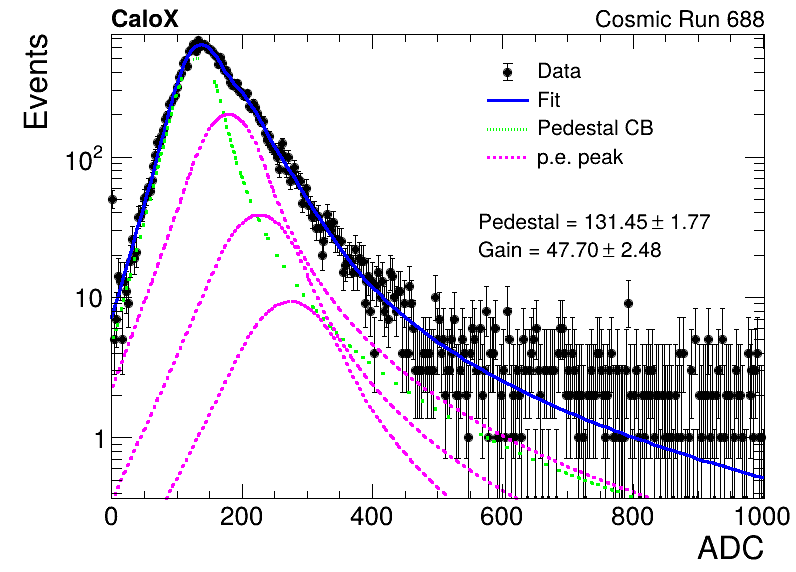 CaloX Cosmic Run 688
Events
Data
Fit
Pedestal CB
p.e. peak
Pedestal = 131.45 ± 1.77
Gain = 47.70 ± 2.48
10²
10
1
0 200 400 600 800 1000
ADC